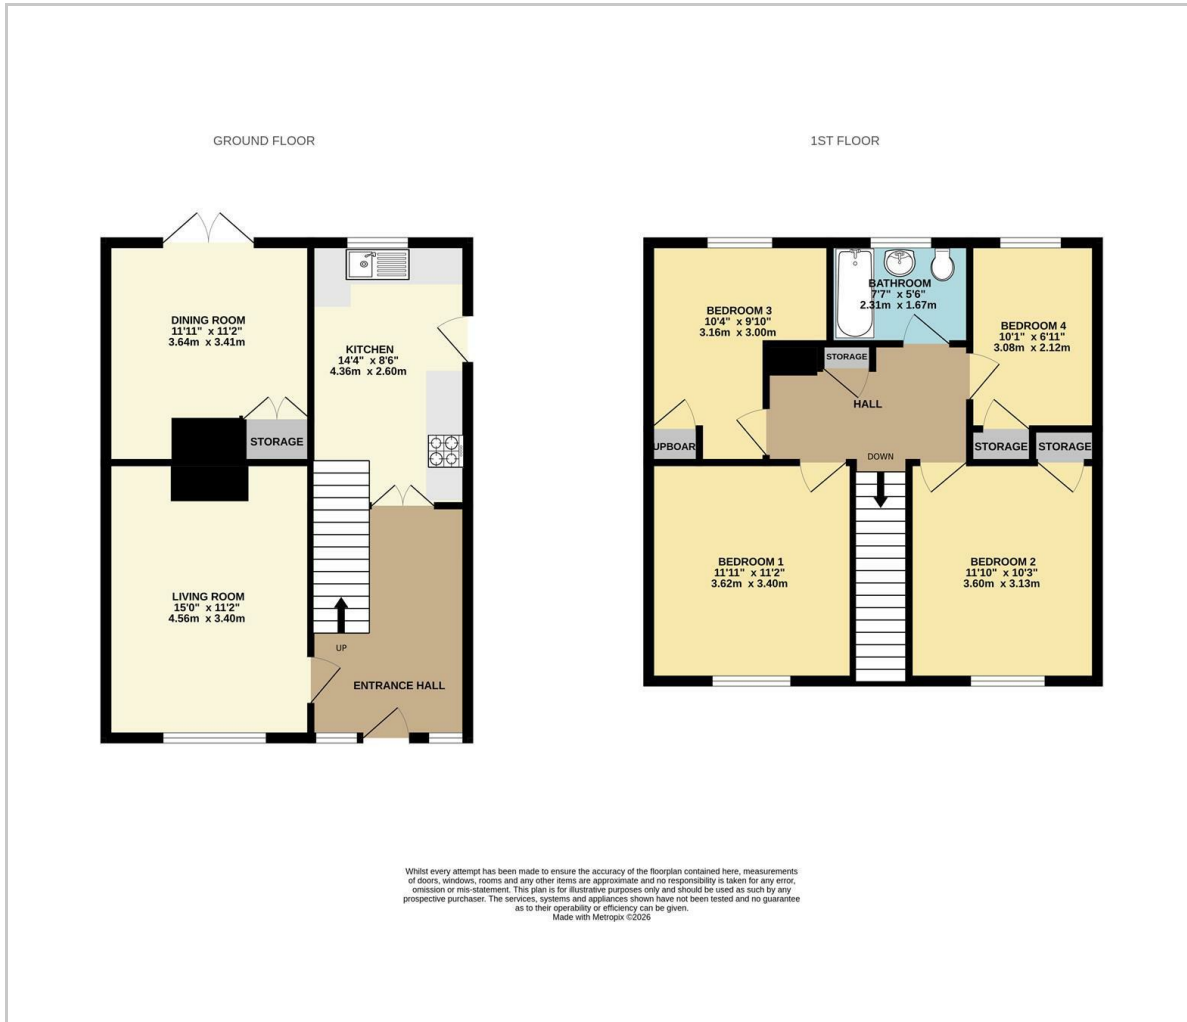 GROUND FLOOR
DINING ROOM
11'11" x 11'2"
3.64m x 3.41m
STORAGE
KITCHEN
14'4" x 8'6"
4.36m x 2.60m
LIVING ROOM
15'0" x 11'2"
4.56m x 3.40m
UP
ENTRANCE HALL
1ST FLOOR
BEDROOM 3
10'4" x 9'10"
3.16m x 3.00m
BATHROOM
7'7" x 5'6"
2.31m x 1.67m
BEDROOM 4
10'1" x 6'11"
3.08m x 2.12m
STORAGE
HALL
UPBOAR
DOWN
STORAGE
STORAGE
BEDROOM 1
11'11" x 11'2"
3.62m x 3.40m
BEDROOM 2
11'10" x 10'3"
3.60m x 3.13m
Whilst every attempt has been made to ensure the accuracy of the floorplan contained here, measurements
of doors, windows, rooms and any other items are approximate and no responsibility is taken for any error,
omission or mis-statement. This plan is for illustrative purposes only and should be used as such by any
prospective purchaser. The services, systems and appliances shown have not been tested and no guarantee
as to their operability or efficiency can be given.
Made with Metropix ©2026